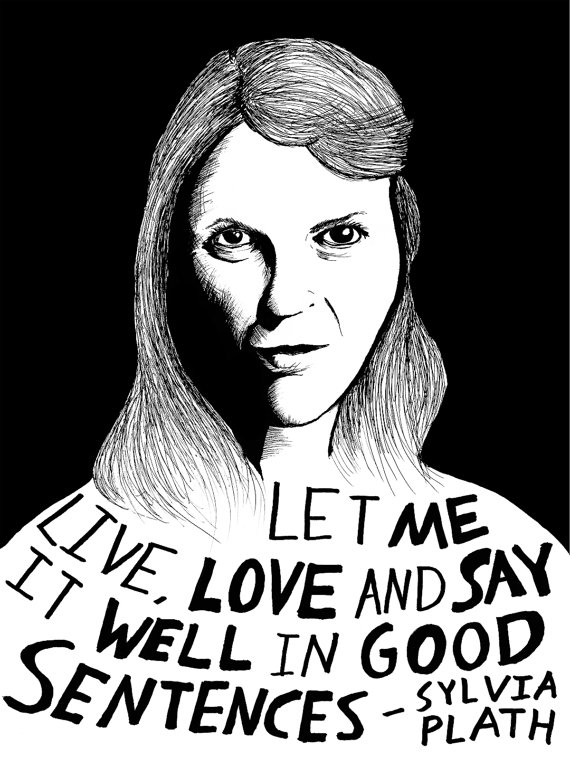 LET ME
LIVE, LOVE AND SAY
IT WELL IN GOOD
SENTENCES - SYLVIA
PLATH